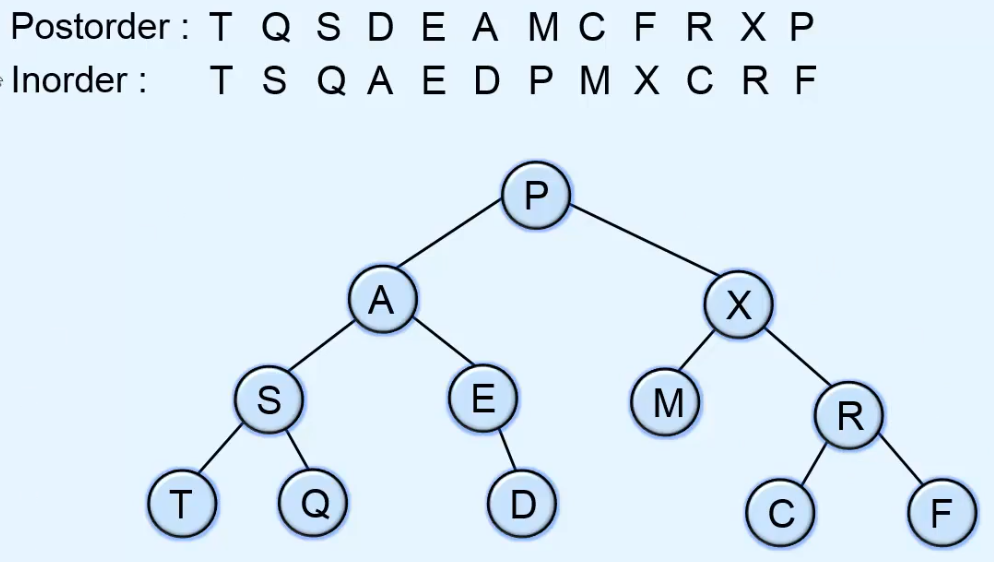 Postorder : T Q S D E A M C F R X P
Inorder : T S Q A E D P M X C R F
P
A X
S E M R
T Q D C F